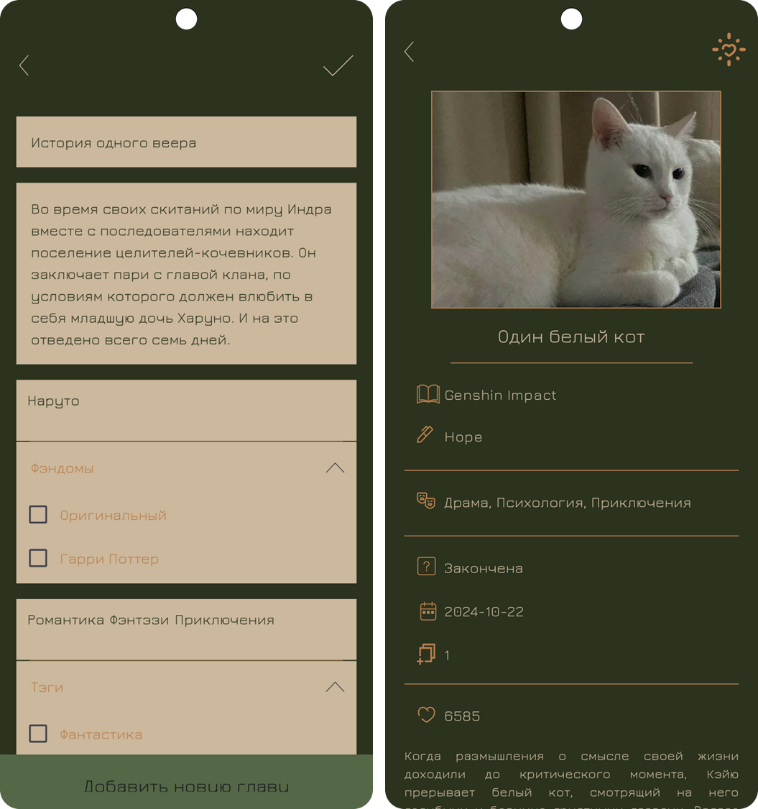 История одного веера
Во время своих скитаний по миру Индра
вместе с последователями находит
поселение целителей-кочевников. Он
заключает пари с главой клана, по
условиям которого должен влюбить в
себя младшую дочь Харуно. И на это
отведено всего семь дней.
Наруто
Фэндомы
Оригинальный
Гарри Поттер
Романтика Фэнтэзи Приключения
Тэги
Фантастика
Добавить новую главу
Один белый кот
Genshin Impact
Hope
Драма, Психология, Приключения
?
Закончена
2024-10-22
1
6585
Когда размышления о смысле своей жизни
доходили до критического момента, Кэйю
прерывает белый кот, смотрящий на него